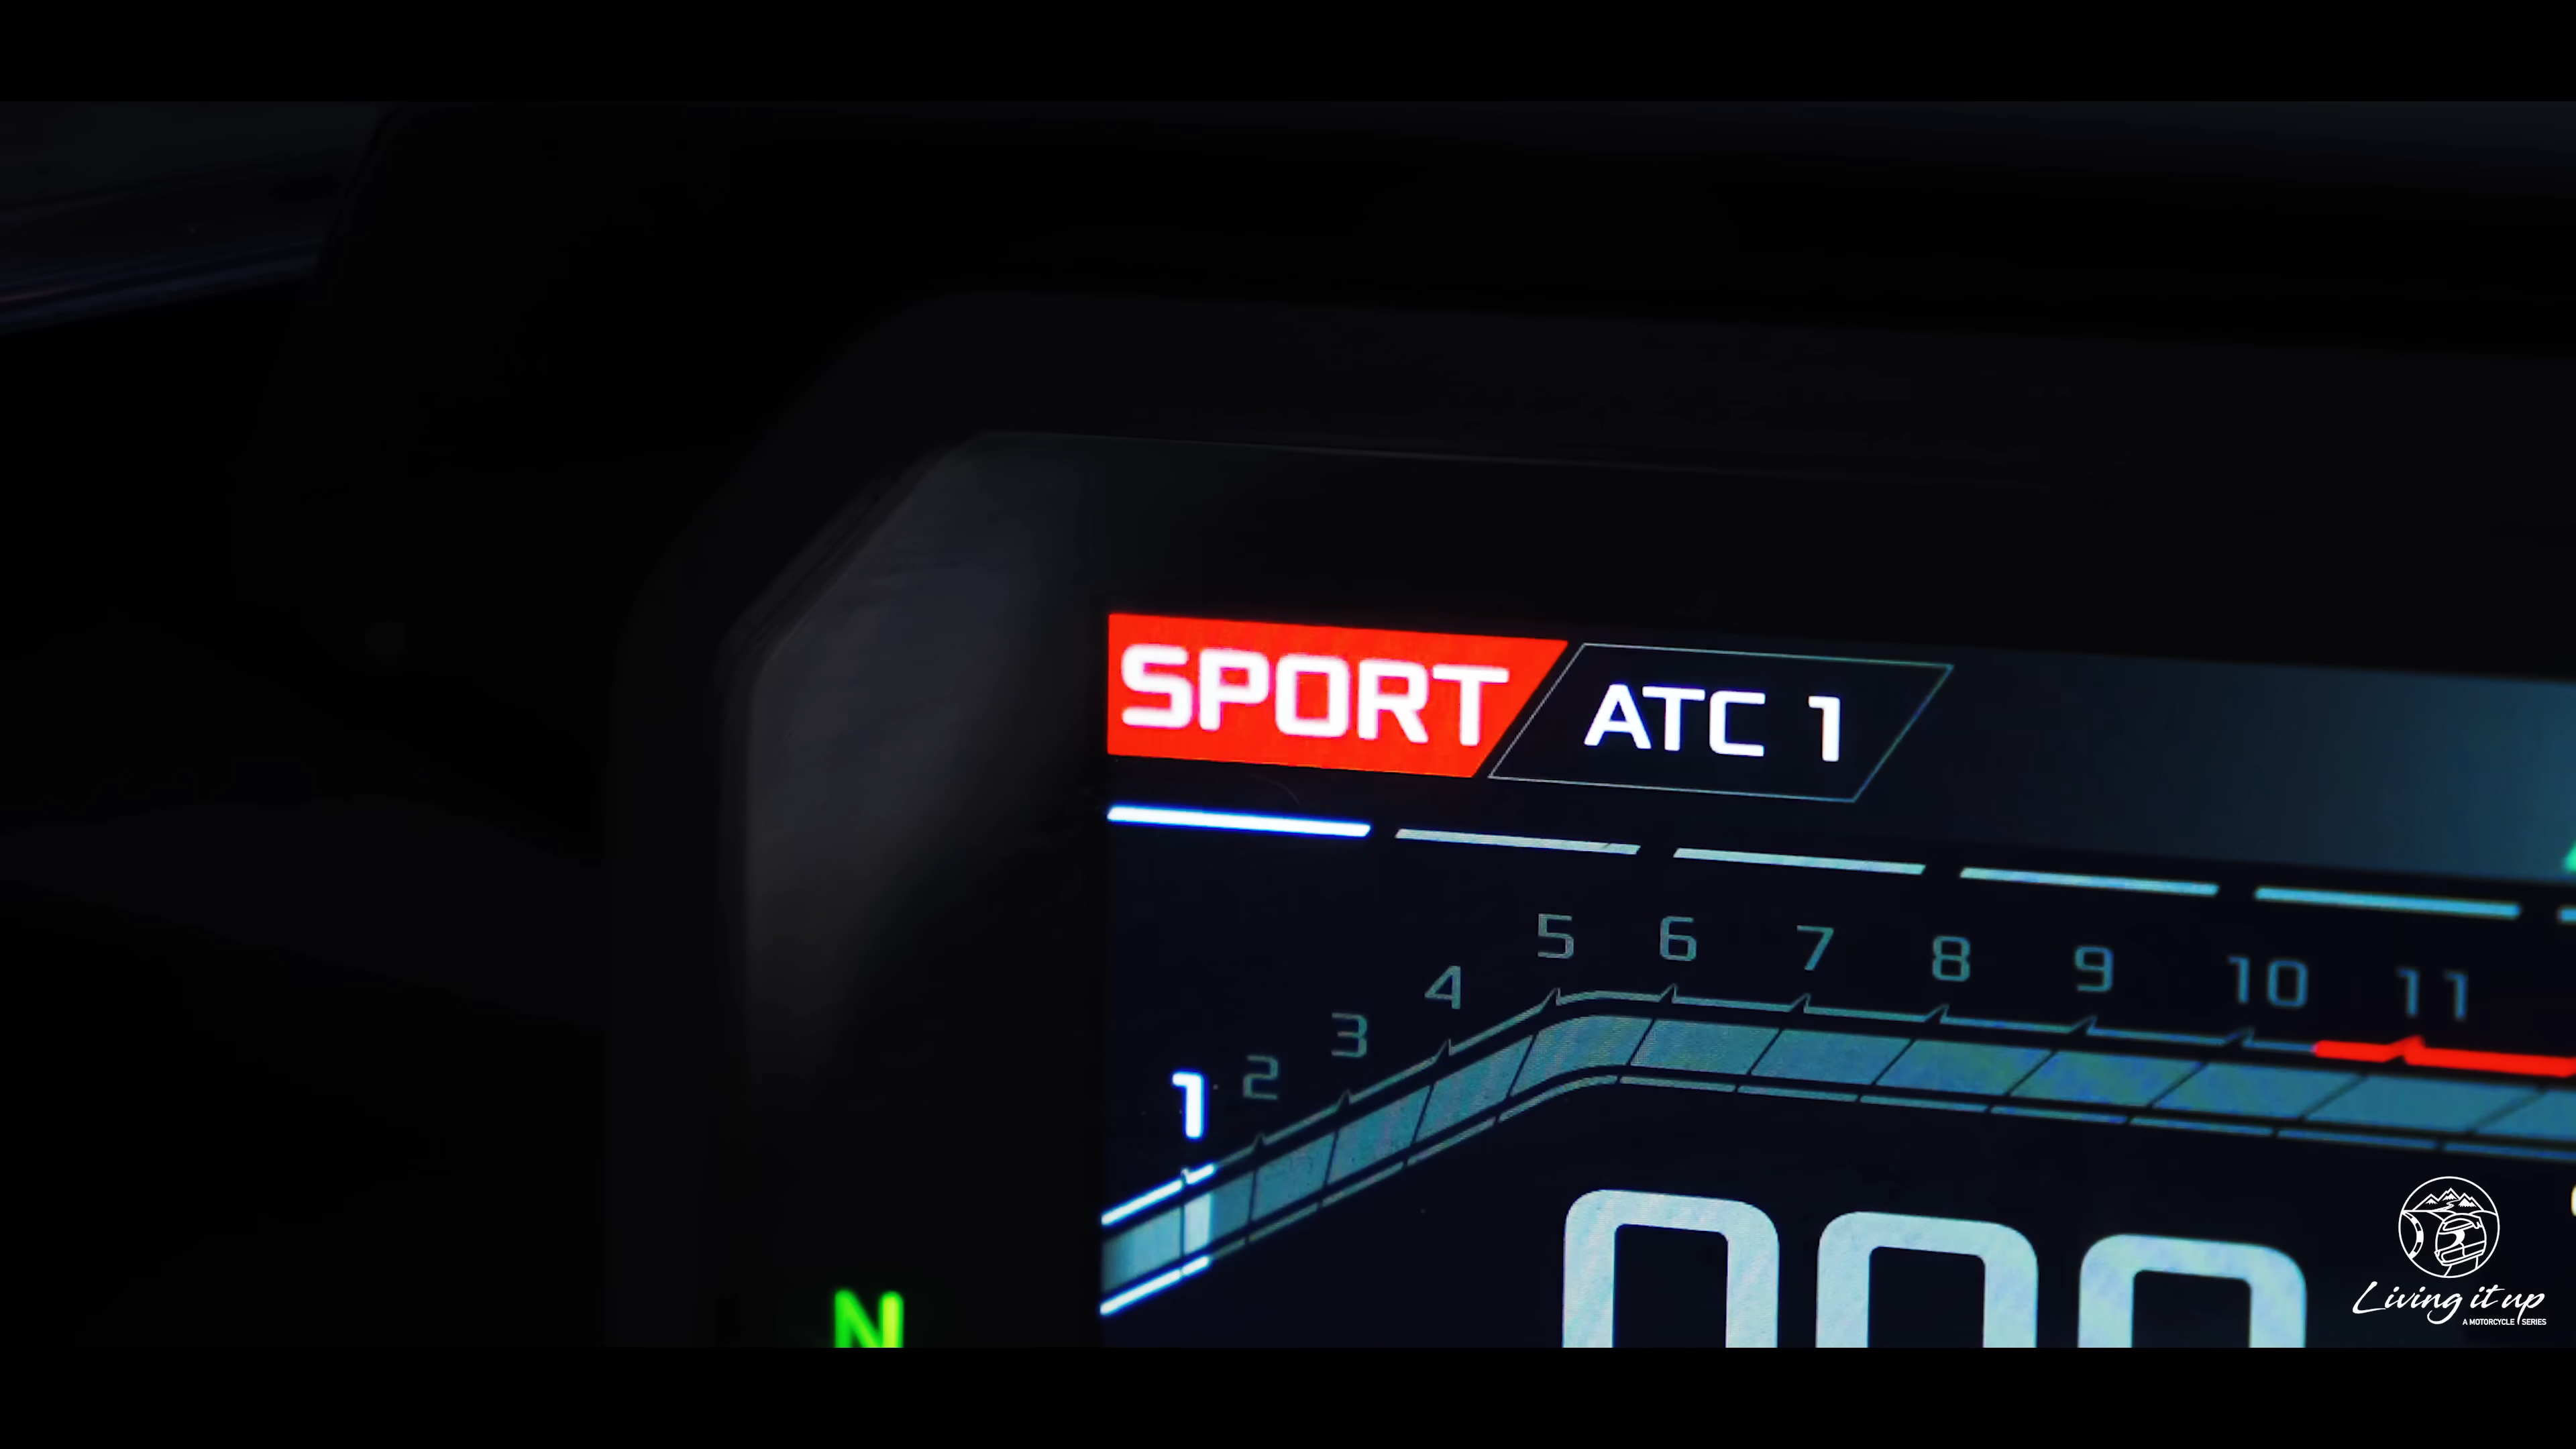 SPORT ATC 1
1 2 3 4 5 6 7 8 9 10 11
000
N
Living it up
A MOTORCYCLE SERIES